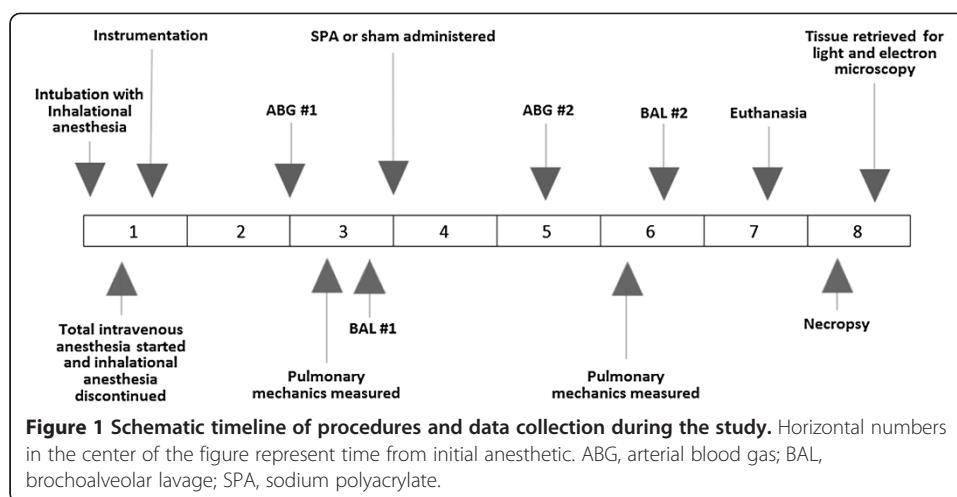 Instrumentation
SPA or sham administered
Tissue retrieved for
light and electron
microscopy
Intubation with
Inhalational
anesthesia
ABG #1
ABG #2
BAL #2
Euthanasia
1 2 3 4 5 6 7 8
Total intravenous
anesthesia started
and inhalational
anesthesia
discontinued
Pulmonary
mechanics measured
BAL #1
Pulmonary
mechanics measured
Necropsy
Figure 1 Schematic timeline of procedures and data collection during the study. Horizontal numbers
in the center of the figure represent time from initial anesthetic. ABG, arterial blood gas; BAL,
brochoalveolar lavage; SPA, sodium polyacrylate.